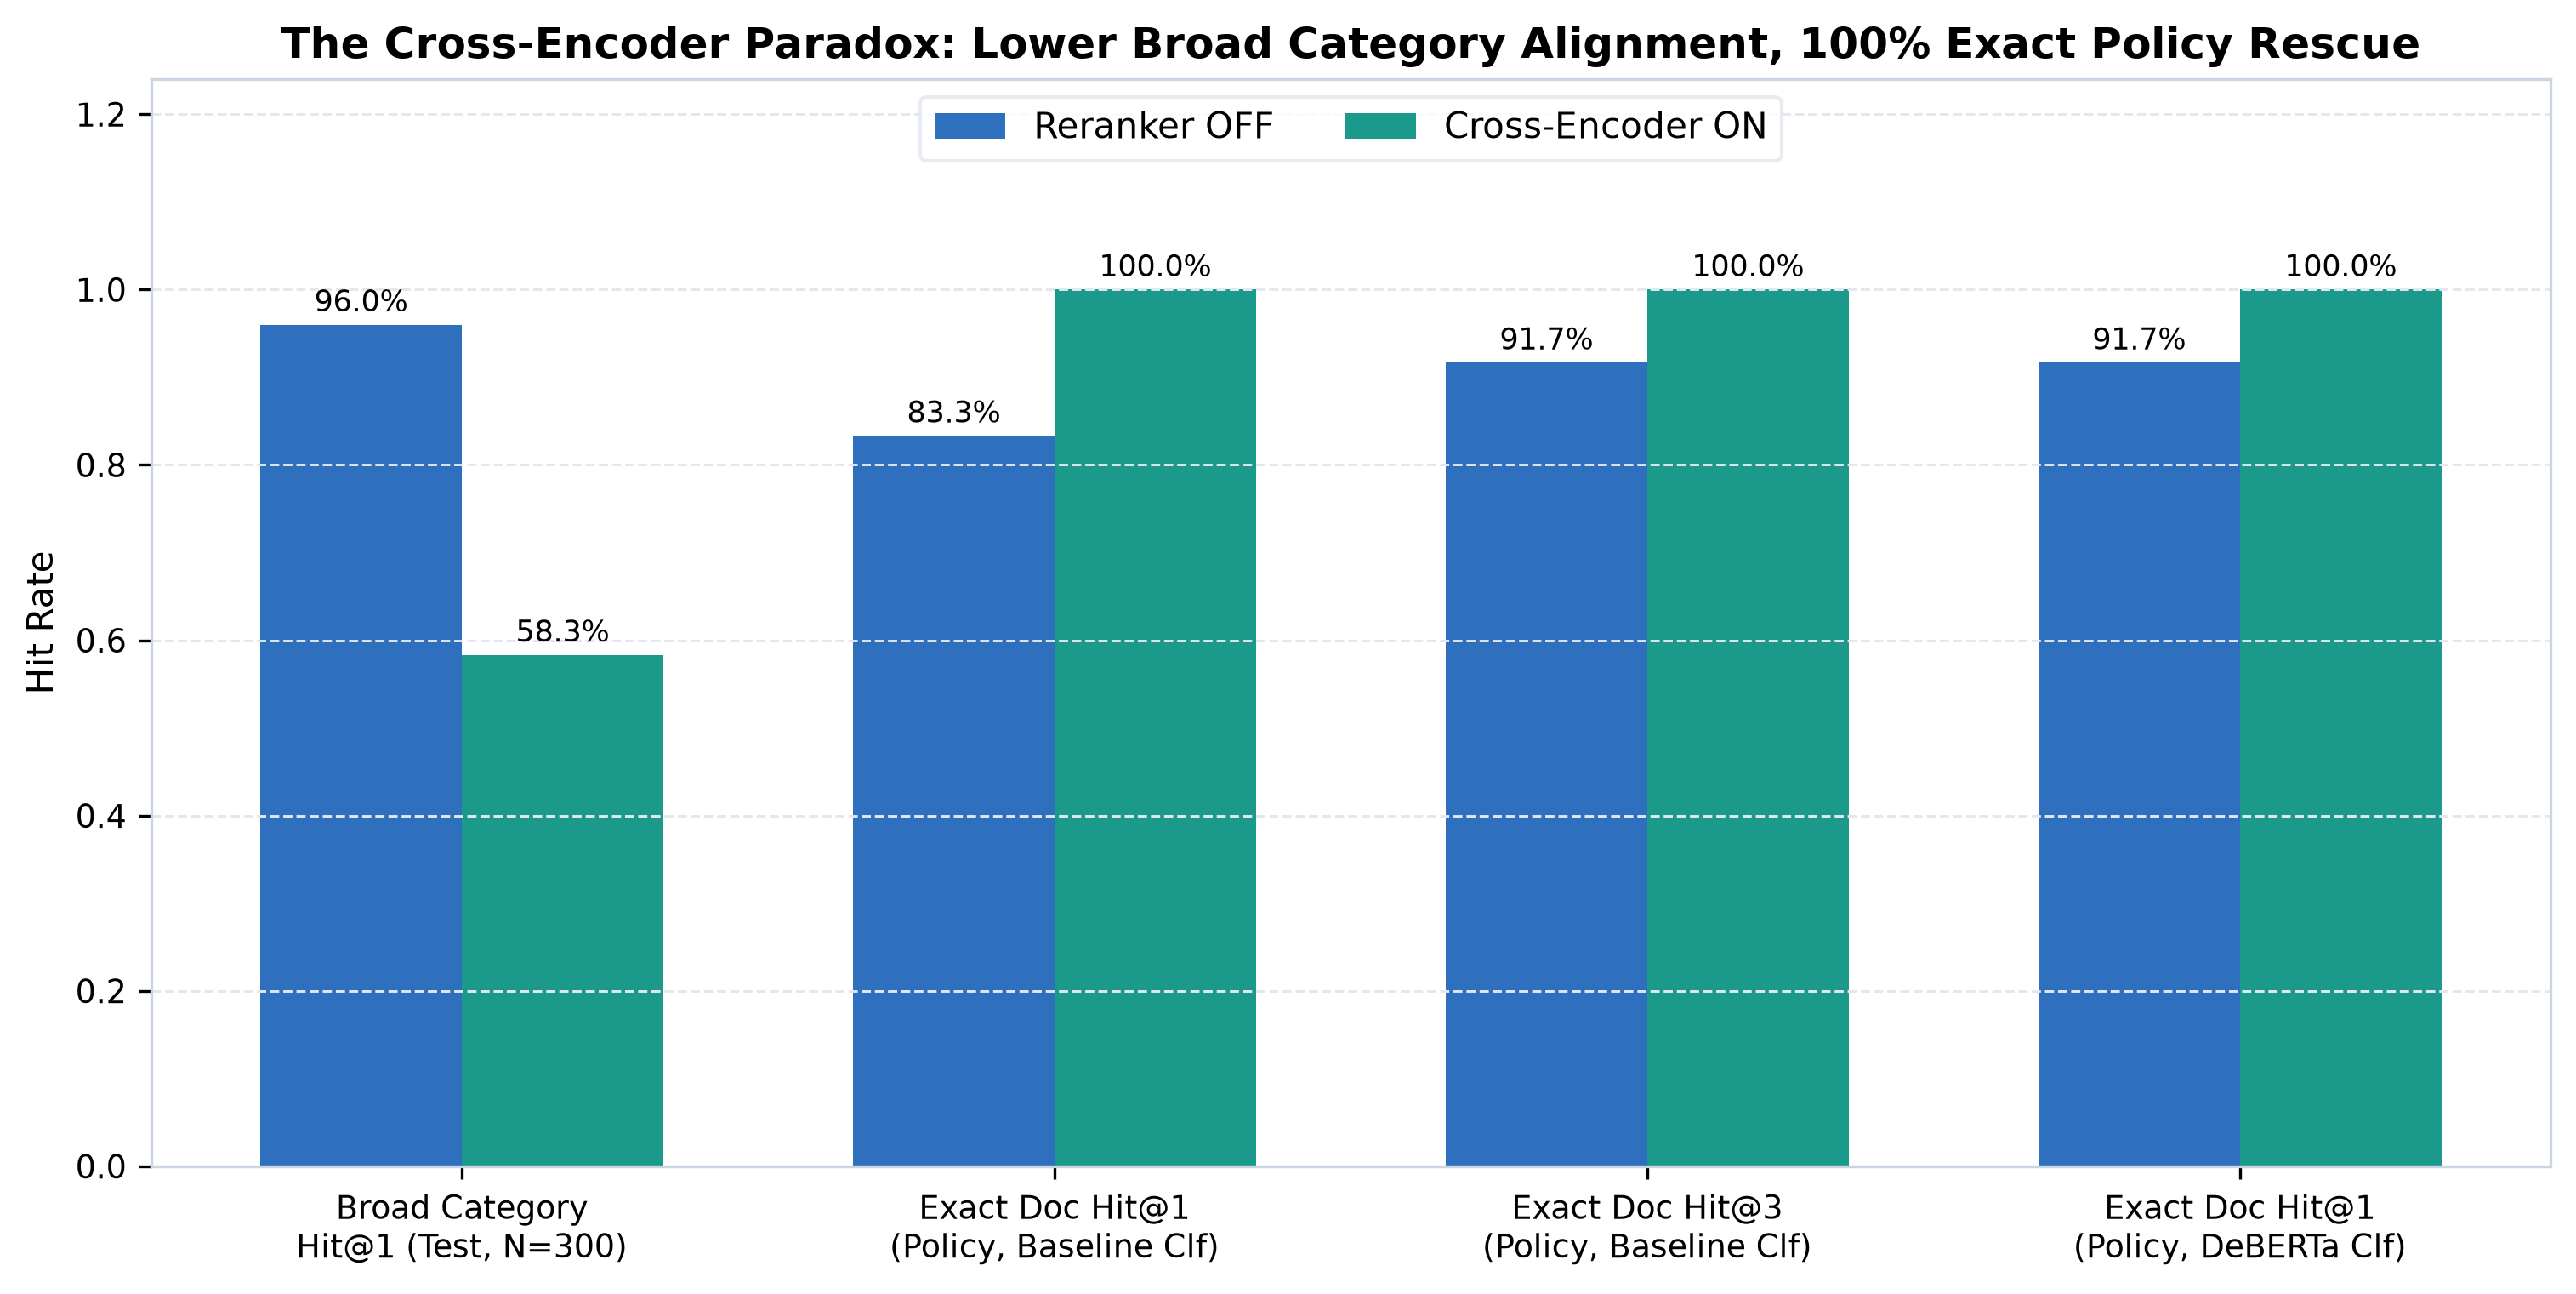 The Cross-Encoder Paradox: Lower Broad Category Alignment, 100% Exact Policy Rescue
Reranker OFF
Cross-Encoder ON
Hit Rate
1.2
1.0
0.8
0.6
0.4
0.2
0.0
96.0%
58.3%
83.3%
100.0%
91.7%
100.0%
91.7%
100.0%
Broad Category
Hit@1 (Test, N=300)
Exact Doc Hit@1
(Policy, Baseline Clf)
Exact Doc Hit@3
(Policy, Baseline Clf)
Exact Doc Hit@1
(Policy, DeBERTa Clf)